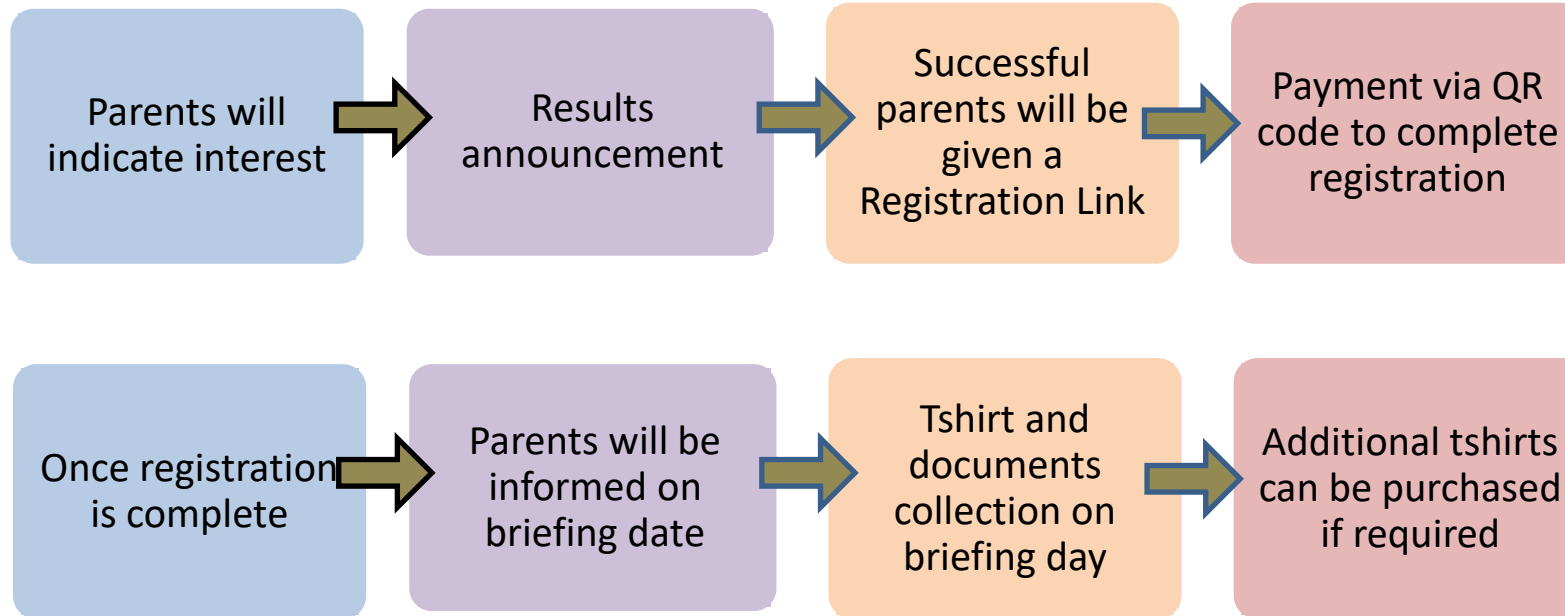 Parents will
indicate interest
Results
announcement
Successful
parents will be
given a
Registration Link
Payment via QR
code to complete
registration
Once registration
is complete
Parents will be
informed on
briefing date
Tshirt and
documents
collection on
briefing day
Additional tshirts
can be purchased
if required